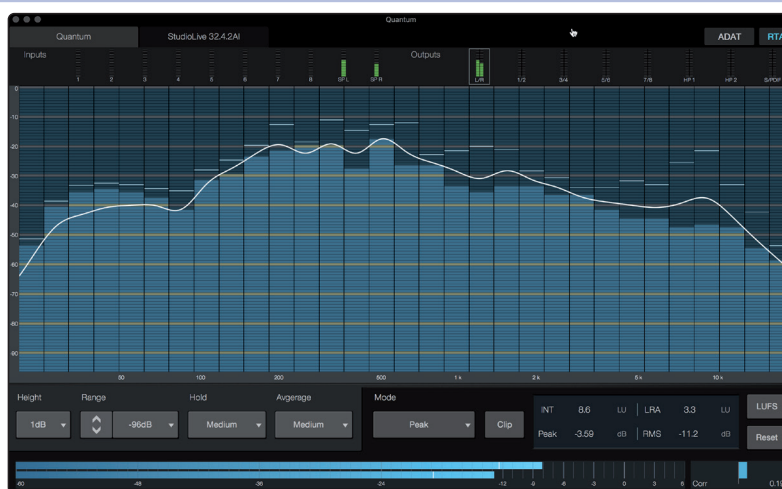 Quantum
Quantum StudioLive 32.4.2AI ADAT RTA
Inputs Outputs
1 2 3 4 5 6 7 8 SP L SP R L/R 1/2 3/4 5/6 7/8 HP 1 HP 2 S/PDIF
0
-10
-20
-30
-40
-50
-60
-70
-80
-90
50 100 200 500 1 k 2 k 5 k 10 k
Height Range Hold Avgerage Mode
1dB -96dB Medium Medium Peak Clip
INT 8.6 LU LRA 3.3 LU LUFS
Peak -3.59 dB RMS -11.2 dB Reset
-60 -48 -36 -24 -12 -9 -6 -3 0 3 6 Corr